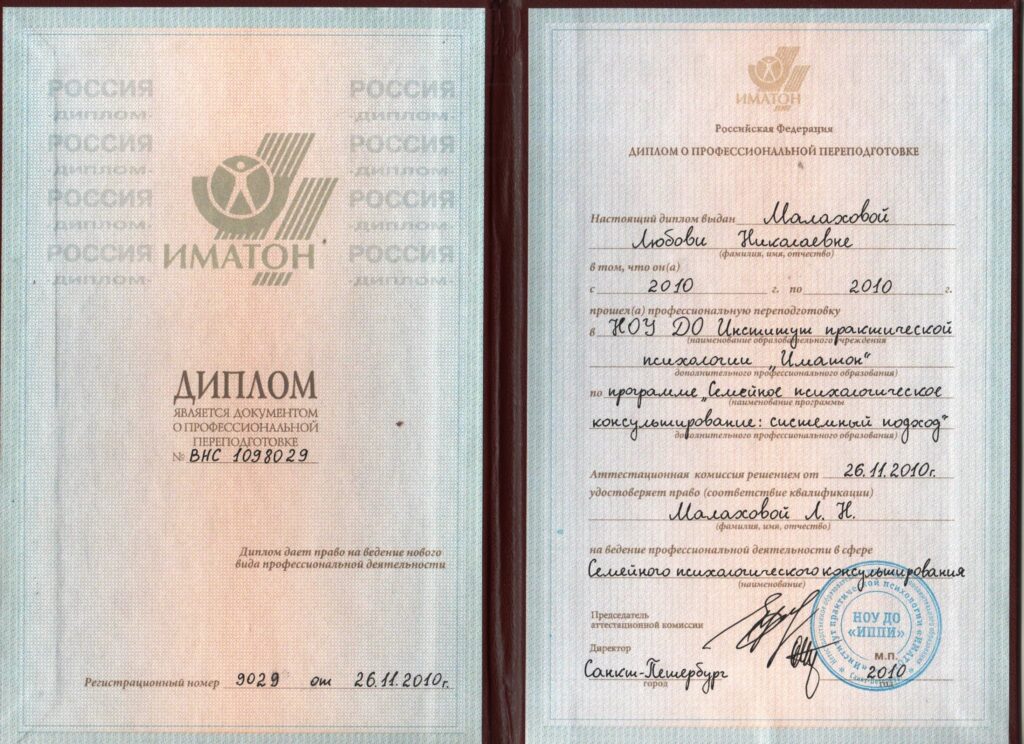 РОССИЯ РОССИЯ
-ДИПЛОМ- -ДИПЛОМ-
РОССИЯ РОССИЯ
-ДИПЛОМ- -ДИПЛОМ-
РОССИЯ РОССИЯ
-ДИПЛОМ- -ДИПЛОМ-
РОССИЯ РОССИЯ
-ДИПЛОМ- -ДИПЛОМ-
ИМАТОН
ДИПЛОМ
ЯВЛЯЕТСЯ ДОКУМЕНТОМ
О ПРОФЕССИОНАЛЬНОЙ
ПЕРЕПОДГОТОВКЕ
№ ВНС 1098029
Диплом дает право на ведение нового
вида профессиональной деятельности
Регистрационный номер 9029 от 26.11.2010г.
ИМАТОН
Российская Федерация
ДИПЛОМ О ПРОФЕССИОНАЛЬНОЙ ПЕРЕПОДГОТОВКЕ
Настоящий диплом выдан Малаховой
Любови Николаевне
(фамилия, имя, отчество)
в том, что он(а)
с 2010 г. по 2010 г.
прошел(а) профессиональную переподготовку
в НОУ ДО Институт практической
(наименование образовательного учреждения
психологии „Иматон“
дополнительного профессионального образования)
по программе „Семейное психологическое
(наименование программы
консультирование: системный подход“
дополнительного профессионального образования)
Аттестационная комиссия решением от 26.11.2010г.
удостоверяет право (соответствие квалификации)
Малаховой Л. Н.
(фамилия, имя, отчество)
на ведение профессиональной деятельности в сфере
Семейного психологического консультирования
(наименование)
Председатель
аттестационной комиссии
Директор
НОУ ДО
«ИППИ»
М.П.
Санкт-Петербург 2010
город